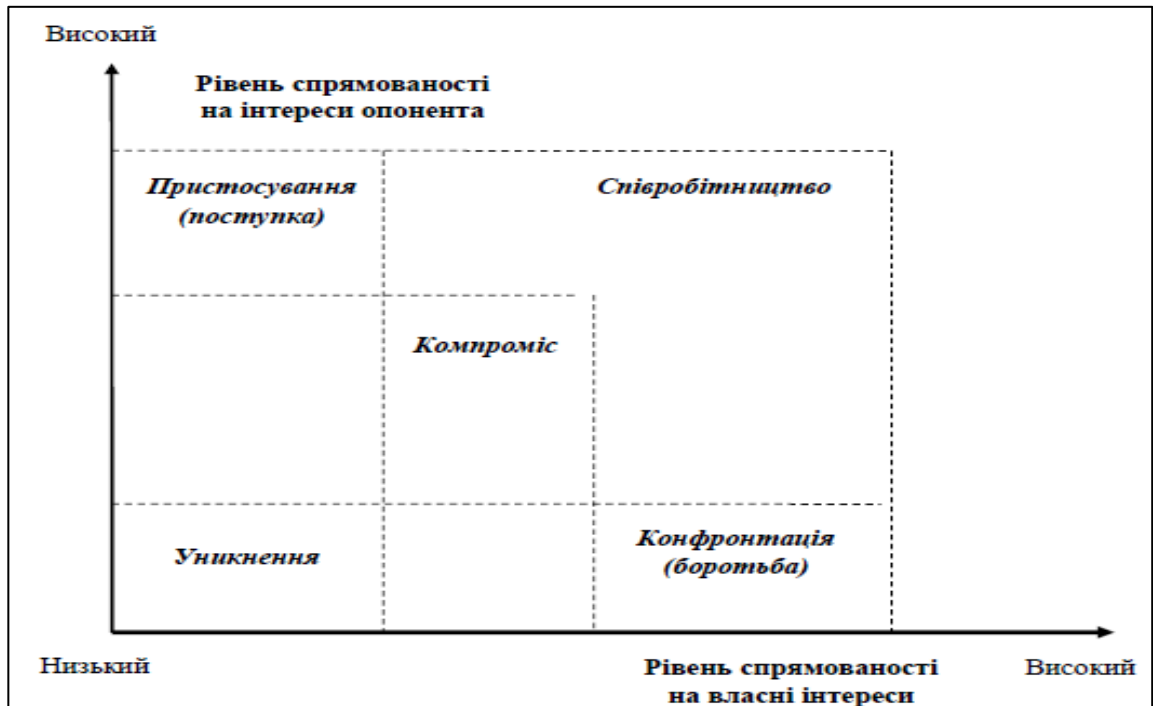 Високий
Рівень спрямованості
на інтереси опонента
Пристосування
(поступка)
Співробітництво
Компроміс
Уникнення
Конфронтація
(боротьба)
Низький
Рівень спрямованості
на власні інтереси
Високий